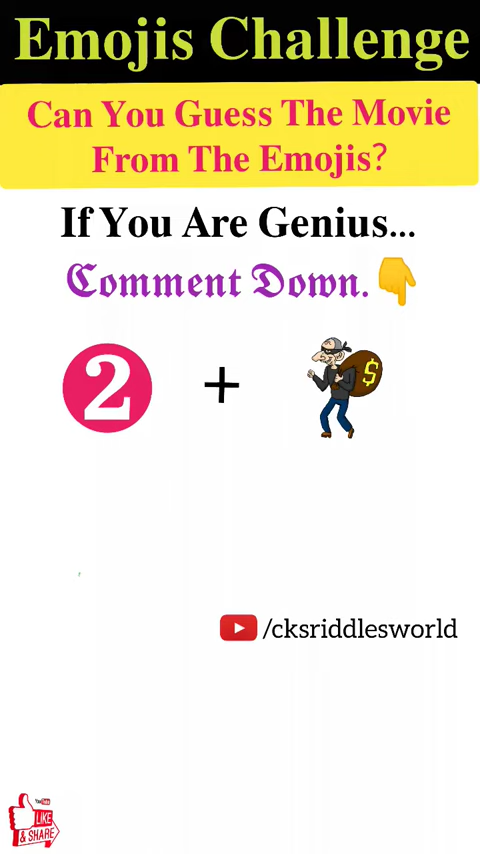 Emojis Challenge
Can You Guess The Movie
From The Emojis?
If You Are Genius...
Comment Down.
2 +
$
/cksriddlesworld
YouTube
LIKE
& SHARE